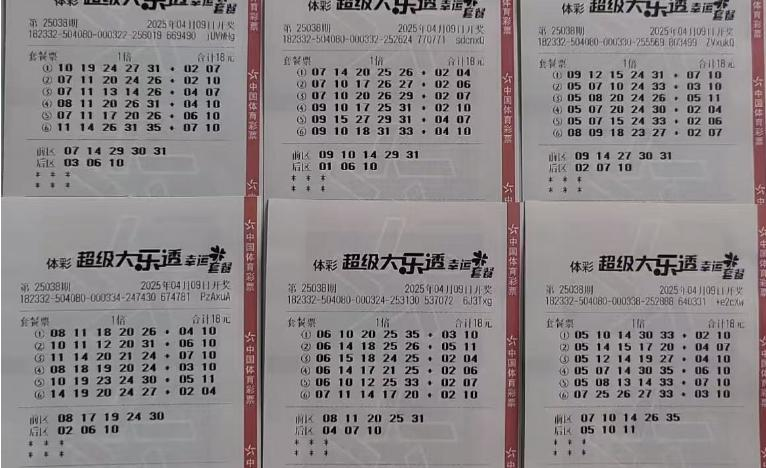 超级大乐透幸运套餐
第 25038期 2025年04月09日开奖
182332-504080-000322-256019 669490
套餐票 1倍 合计18元
① 10 19 24 27 31 + 02 07
② 07 11 20 24 26 + 02 10
③ 07 11 13 14 26 + 04 07
④ 08 11 20 26 31 + 04 10
⑤ 07 11 17 20 26 + 06 10
⑥ 11 14 26 31 35 + 07 10
前区 07 14 29 30 31
后区 03 06 10
* * *
* * *
中国体育彩票
超级大乐透幸运套餐
第 25038期 2025年04月09日开奖
182332-504080-000332-252624 770771 sdcnxQ
套餐票 1倍 合计18元
① 07 14 20 25 26 + 02 04
② 07 10 17 26 27 + 02 06
③ 07 10 20 26 29 + 02 07
④ 09 10 17 25 31 + 02 10
⑤ 09 15 27 29 31 + 04 07
⑥ 09 10 18 31 33 + 04 10
前区 09 10 14 29 31
后区 01 06 10
* * *
* * *
中国体育彩票
超级大乐透幸运套餐
第 25038期 2025年04月09日开奖
182332-504080-000330-255569 803499 ZVxukQ
套餐票 1倍 合计18元
① 09 12 15 24 31 + 07 10
② 05 07 10 24 33 + 03 10
③ 05 08 20 24 26 + 05 11
④ 05 07 20 24 30 + 02 04
⑤ 05 07 15 24 33 + 02 06
⑥ 08 09 18 23 27 + 02 07
前区 09 14 27 30 31
后区 02 07 10
* * *
* * *
中国体育彩票
体彩 超级大乐透幸运套餐
第 25038期 2025年04月09日开奖
182332-504080-000334-247430 674781 PzAxuA
套餐票 1倍 合计18元
① 08 11 18 20 26 + 04 10
② 10 11 12 20 31 + 06 10
③ 11 14 20 21 24 + 07 10
④ 08 18 19 20 24 + 03 10
⑤ 10 19 23 24 30 + 05 11
⑥ 14 19 20 24 27 + 02 04
前区 08 17 19 24 30
后区 02 06 10
* * *
* * *
中国体育彩票
体彩 超级大乐透幸运套餐
第 25038期 2025年04月09日开奖
182332-504080-000324-253130 537072 6J3Txg
套餐票 1倍 合计18元
① 06 10 20 25 35 + 03 10
② 06 14 18 25 26 + 05 11
③ 06 15 18 24 25 + 02 04
④ 06 14 17 21 25 + 02 06
⑤ 06 10 12 25 33 + 02 07
⑥ 07 11 14 17 20 + 02 10
前区 08 11 20 25 31
后区 04 07 10
* * *
* * *
中国体育彩票
体彩 超级大乐透幸运套餐
第 25038期 2025年04月09日开奖
182332-504080-000338-252888 640331 +e2cXw
套餐票 1倍 合计18元
① 05 10 14 30 33 + 02 10
② 05 14 15 17 20 + 04 07
③ 05 12 14 19 27 + 04 10
④ 05 07 14 30 35 + 06 10
⑤ 05 08 13 14 33 + 07 10
⑥ 07 25 26 27 33 + 03 10
前区 07 10 14 26 35
后区 05 10 11
* * *
* * *
中国体育彩票